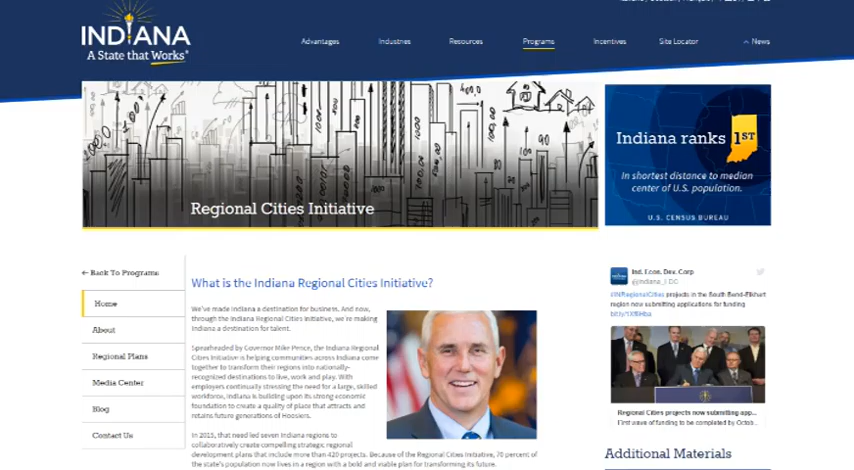 INDIANA
A State that Works
Advantages
Industries
Resources
Programs
Incentives
Site Locator
News
Regional Cities Initiative
Indiana ranks 1ST
In shortest distance to median
center of U.S. population.
U.S. CENSUS BUREAU
← Back To Programs
Home
About
Regional Plans
Media Center
Blog
Contact Us
What is the Indiana Regional Cities Initiative?
We've made Indiana a destination for business. And now,
through the Indiana Regional Cities Initiative, we're making
Indiana a destination for talent.
Spearheaded by Governor Mike Pence, the Indiana Regional
Cities Initiative is helping communities across Indiana come
together to transform their regions into nationally-
recognized destinations to live, work and play. With
employers continually stressing the need for a large, skilled
workforce, Indiana is building upon its strong economic
foundation to create a quality of place that attracts and
retains future generations of Hoosiers.
In 2015, that need led seven Indiana regions to
collaboratively create compelling strategic regional
development plans that include more than 420 projects. Because of the Regional Cities Initiative, 70 percent of
the state's population now lives in a region with a bold and viable plan for transforming its future.
Ind. Econ. Dev. Corp
@Indiana_EDC
#INRegionalCities projects in the South Bend-Elkhart
region now submitting applications for funding
Regional Cities projects now submitting app...
First wave of funding to be completed by Octob...
Additional Materials